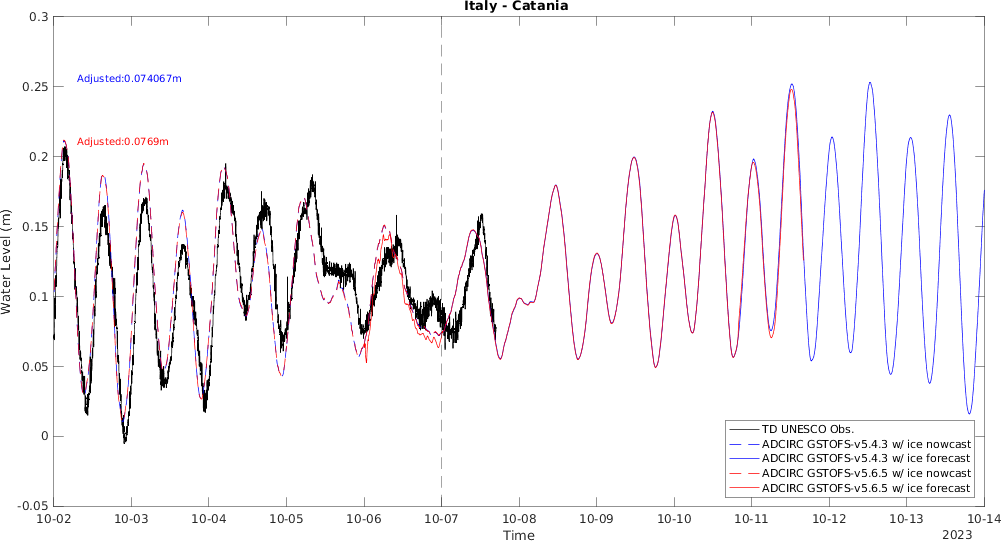 Italy - Catania
0.3
0.25
0.2
0.15
0.1
0.05
0
-0.05
Water Level (m)
Adjusted:0.074067m
Adjusted:0.0769m
TD UNESCO Obs.
ADCIRC GSTOFS-v5.4.3 w/ ice nowcast
ADCIRC GSTOFS-v5.4.3 w/ ice forecast
ADCIRC GSTOFS-v5.6.5 w/ ice nowcast
ADCIRC GSTOFS-v5.6.5 w/ ice forecast
10-02 10-03 10-04 10-05 10-06 10-07 10-08 10-09 10-10 10-11 10-12 10-13 10-14
Time
2023